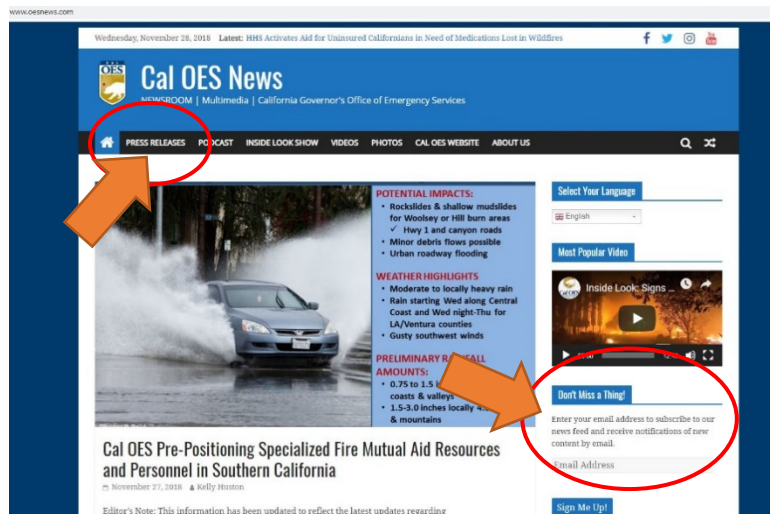 www.oesnews.com
Wednesday, November 28, 2018 Latest: HHS Activates Aid for Uninsured Californians in Need of Medications Lost in Wildfires
OES
Cal OES News
NEWSROOM | Multimedia | California Governor's Office of Emergency Services
PRESS RELEASES PODCAST INSIDE LOOK SHOW VIDEOS PHOTOS CAL OES WEBSITE ABOUT US
POTENTIAL IMPACTS:
• Rockslides & shallow mudslides
for Woolsey or Hill burn areas
✓ Hwy 1 and canyon roads
• Minor debris flows possible
• Urban roadway flooding
WEATHER HIGHLIGHTS
• Moderate to locally heavy rain
• Rain starting Wed along Central
Coast and Wed night-Thu for
LA/Ventura counties
• Gusty southwest winds
PRELIMINARY RAINFALL
AMOUNTS:
• 0.75 to 1.5
coasts & valleys
• 1.5-3.0 inches locally
& mountains
Select Your Language
English
Most Popular Video
Inside Look: Signs ...
Don't Miss a Thing!
Enter your email address to subscribe to our
news feed and receive notifications of new
content by email.
Email Address
Sign Me Up!
Cal OES Pre-Positioning Specialized Fire Mutual Aid Resources
and Personnel in Southern California
November 27, 2018 Kelly Huston
Editor's Note: This information has been updated to reflect the latest updates regarding